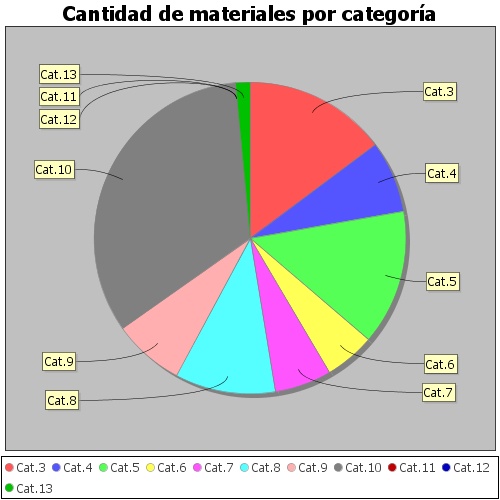 Cantidad de materiales por categoría
Cat.13
Cat.11
Cat.12
Cat.3
Cat.10
Cat.4
Cat.5
Cat.9
Cat.6
Cat.8
Cat.7
Cat.3 Cat.4 Cat.5 Cat.6 Cat.7 Cat.8 Cat.9 Cat.10 Cat.11 Cat.12
Cat.13